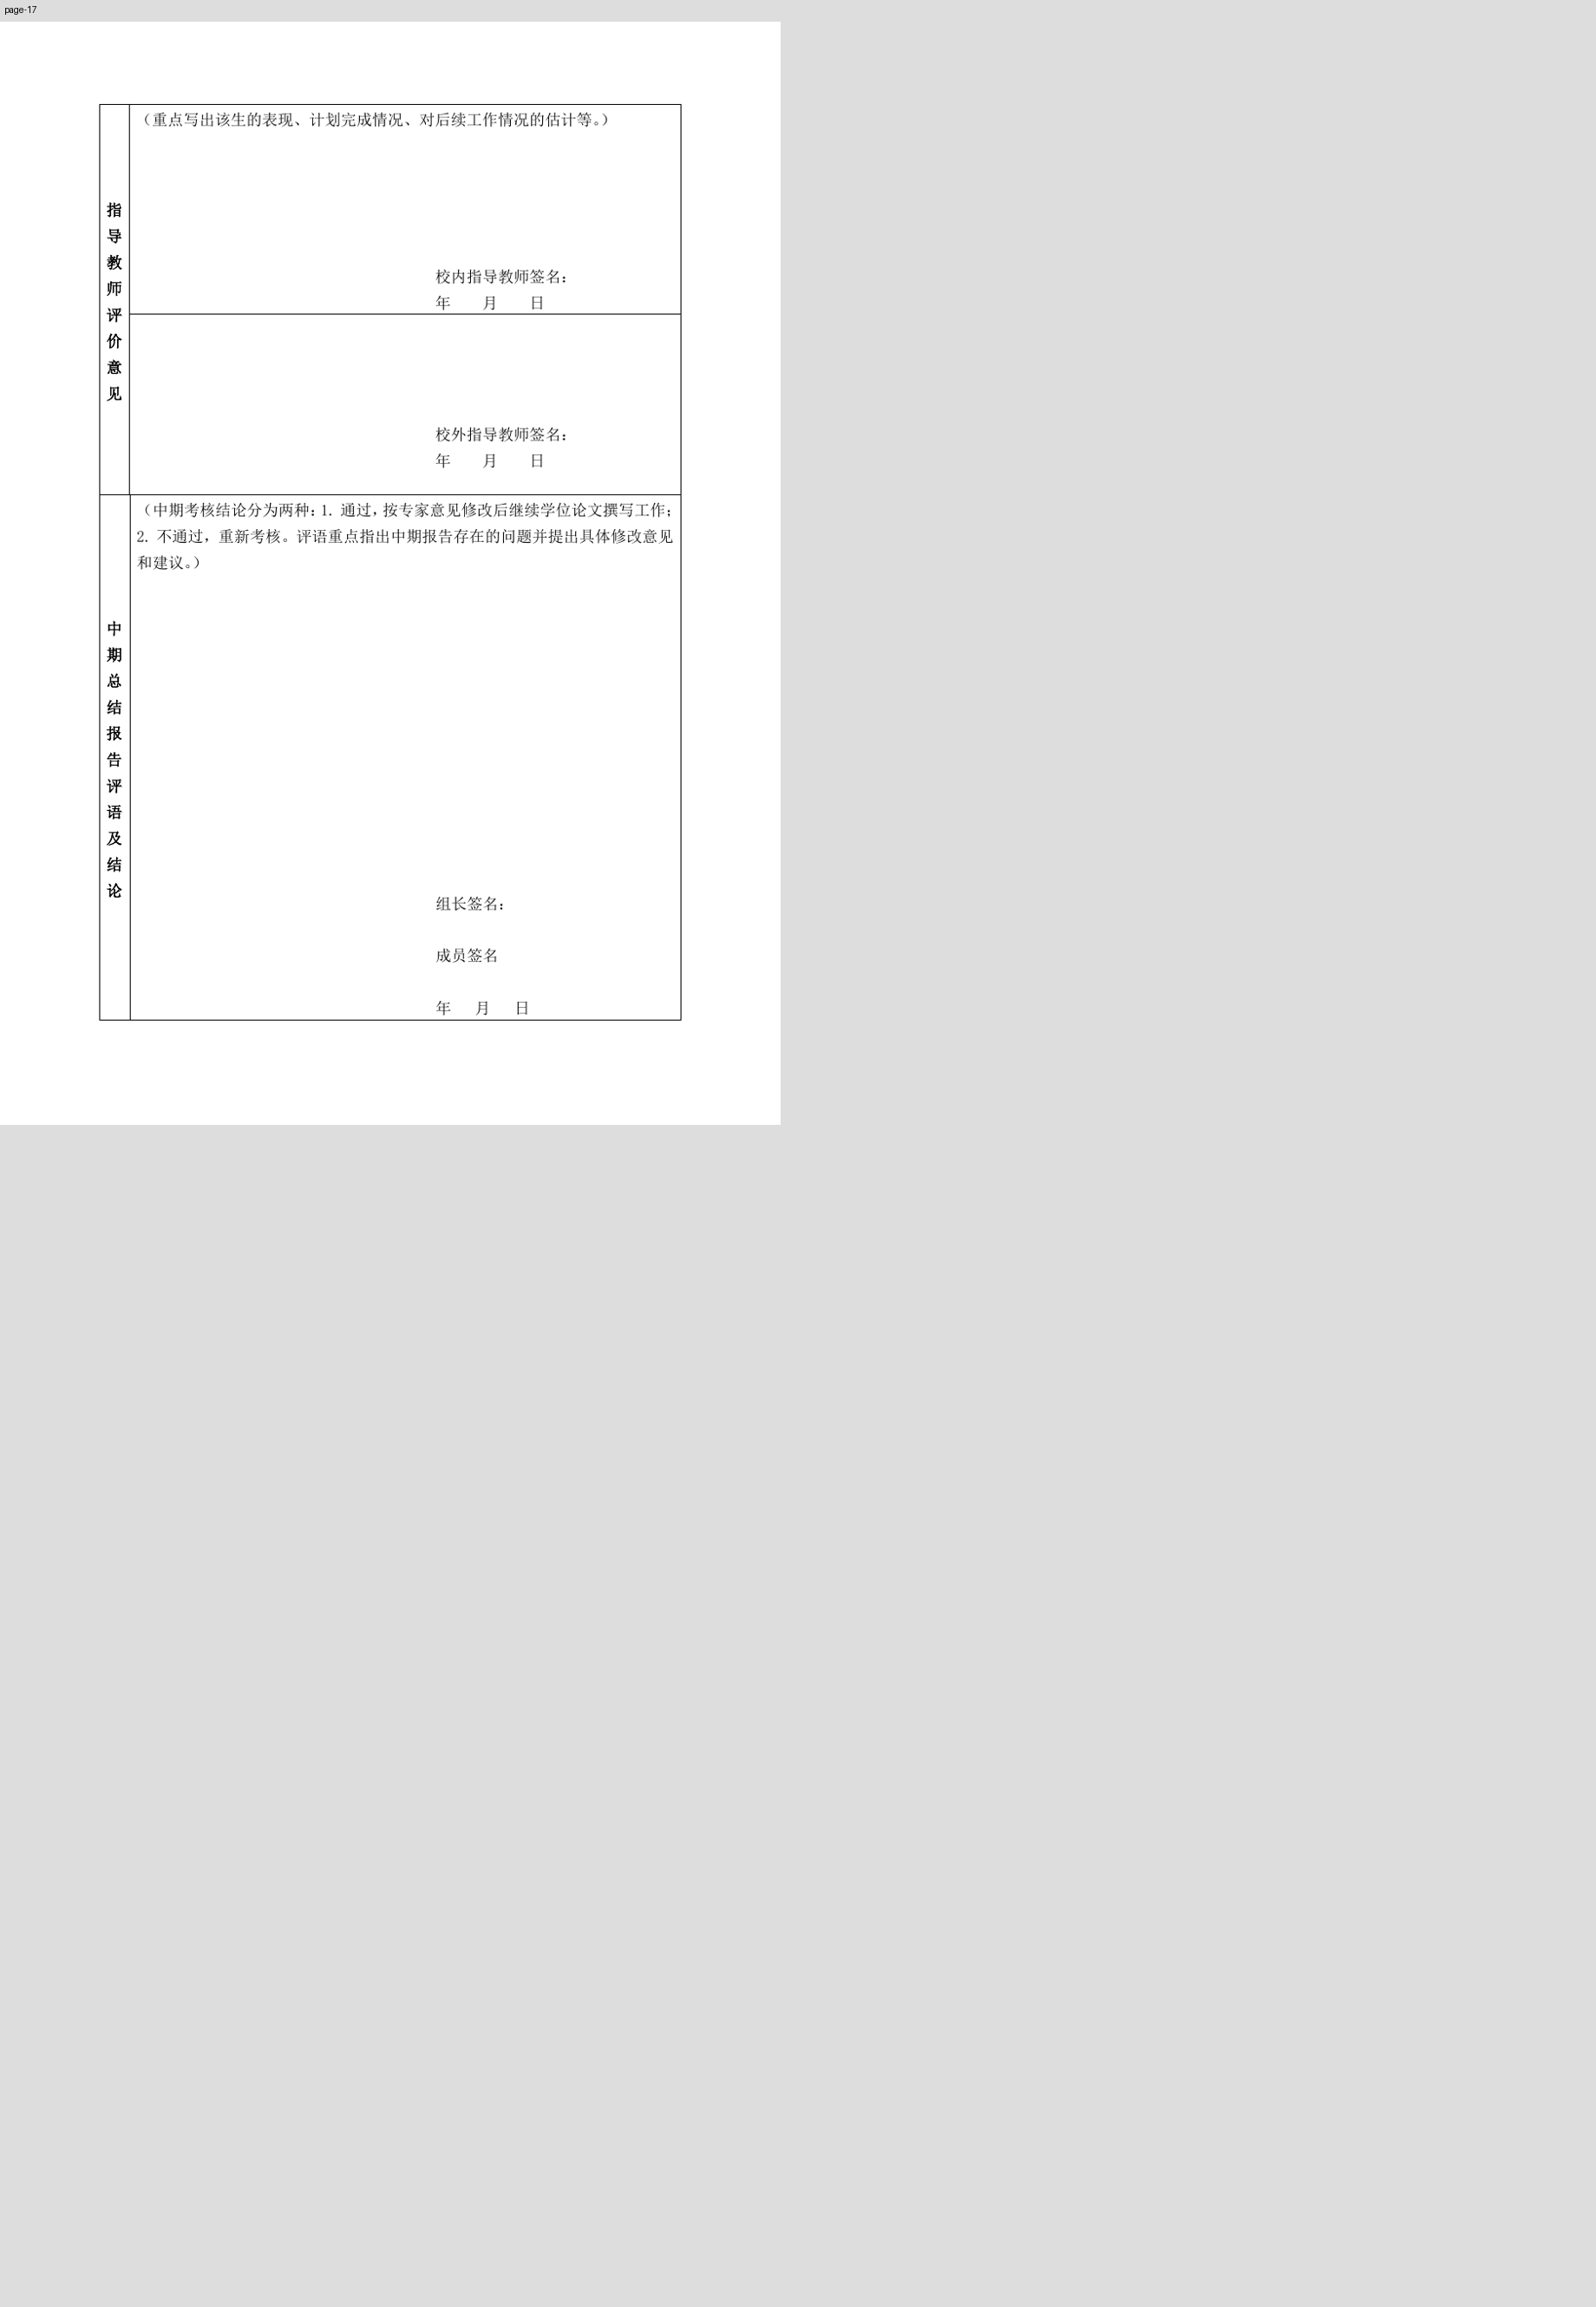 page-17
指导教师评价意见
（重点写出该生的表现、计划完成情况、对后续工作情况的估计等。）
校内指导教师签名：
年 月 日
校外指导教师签名：
年 月 日
中期总结报告评语及结论
（中期考核结论分为两种：1. 通过，按专家意见修改后继续学位论文撰写工作；
2. 不通过，重新考核。评语重点指出中期报告存在的问题并提出具体修改意见
和建议。）
组长签名：
成员签名
年 月 日